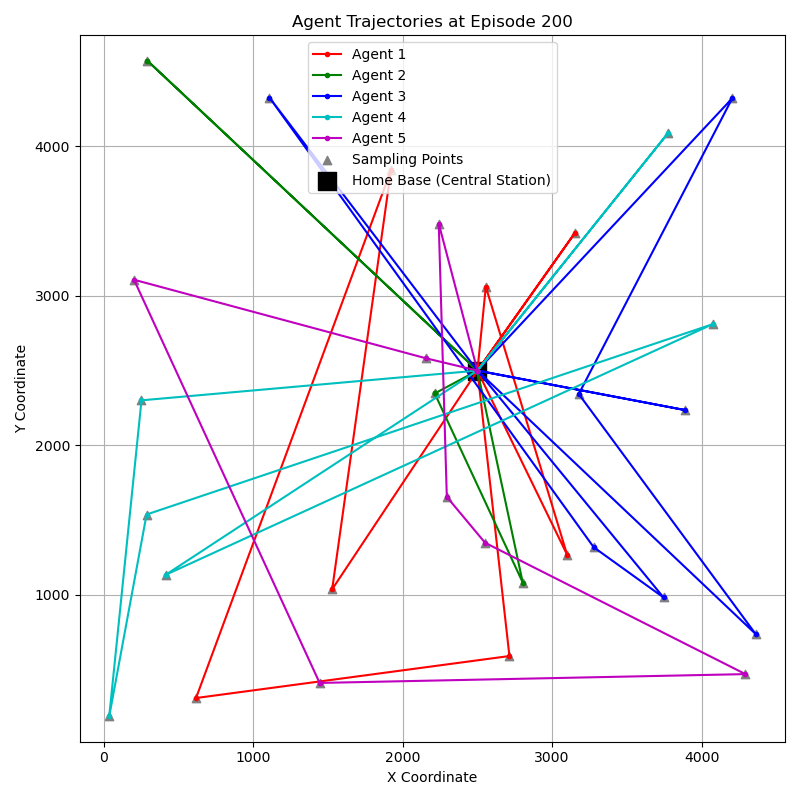 Agent Trajectories at Episode 200
Agent 1
Agent 2
Agent 3
Agent 4
Agent 5
Sampling Points
Home Base (Central Station)
4000
3000
2000
1000
Y Coordinate
0
1000
2000
3000
4000
X Coordinate